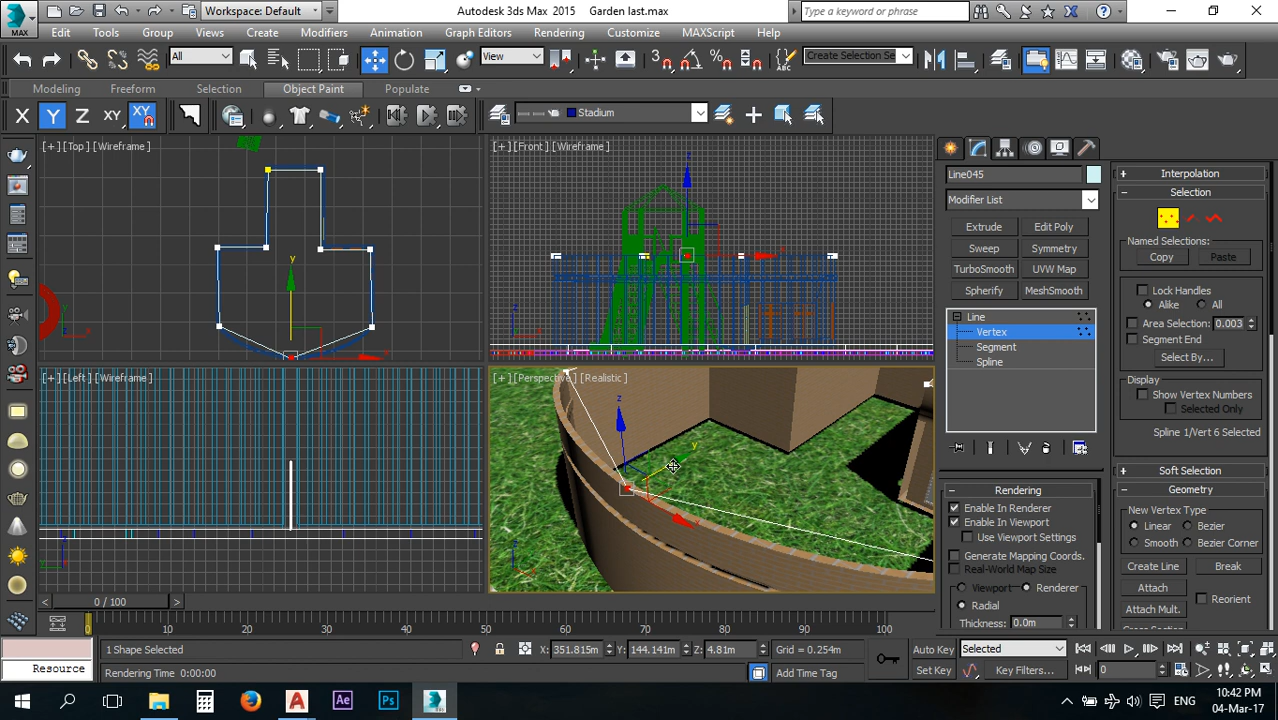 MAX
Workspace: Default
Autodesk 3ds Max 2015 Garden last.max
Type a keyword or phrase
Edit Tools Group Views Create Modifiers Animation Graph Editors Rendering Customize MAXScript Help
All View Create Selection Se
Modeling Freeform Selection Object Paint Populate
X Y Z XY XY Stadium
[+] [Top] [Wireframe]
[+] [Front] [Wireframe]
[+] [Left] [Wireframe]
[+] [Perspective] [Realistic]
Line045
Modifier List
Extrude Edit Poly
Sweep Symmetry
TurboSmooth UVW Map
Spherify MeshSmooth
Line
Vertex
Segment
Spline
Rendering
Enable In Renderer
Enable In Viewport
Use Viewport Settings
Generate Mapping Coords.
Real-World Map Size
Viewport Renderer
Radial
Thickness: 0.0m
Interpolation
Selection
Named Selections:
Copy Paste
Lock Handles
Alike All
Area Selection: 0.003
Segment End
Select By...
Display
Show Vertex Numbers
Selected Only
Spline 1/Vert 6 Selected
Soft Selection
Geometry
New Vertex Type
Linear Bezier
Smooth Bezier Corner
Create Line Break
Attach Reorient
Attach Mult.
< 0 / 100 >
0 10 20 30 40 50 60 70 80 90 100
1 Shape Selected X: 351.815m Y: 144.141m Z: 4.81m Grid = 0.254m Auto Key Selected
Resource Rendering Time 0:00:00 Add Time Tag Set Key Key Filters... 0
ENG 10:42 PM
04-Mar-17